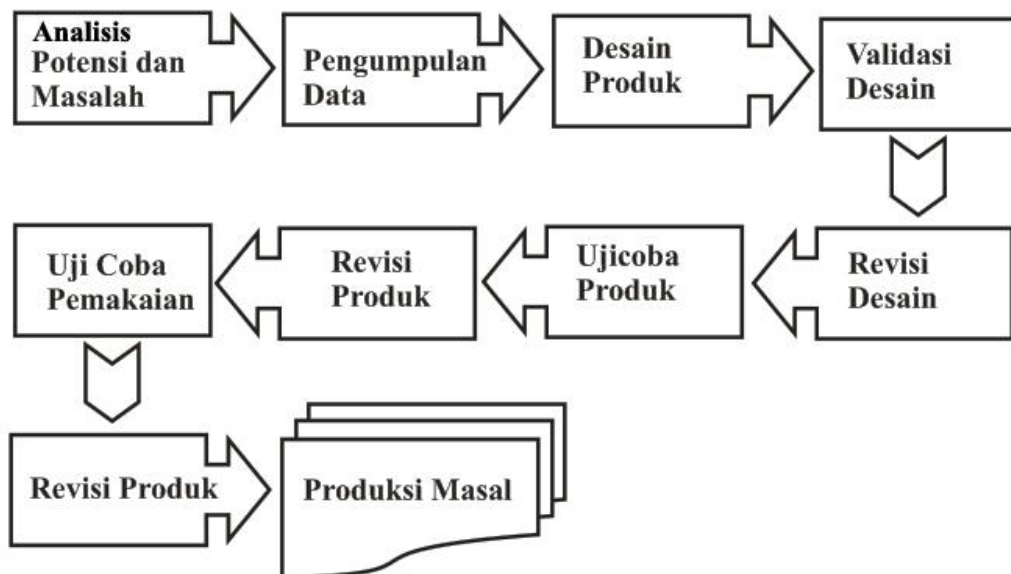 Analisis
Potensi dan
Masalah
Pengumpulan
Data
Desain
Produk
Validasi
Desain
Revisi
Desain
Ujicoba
Produk
Revisi
Produk
Uji Coba
Pemakaian
Revisi Produk
Produksi Masal